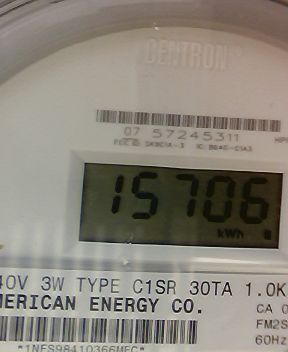 CENTRON®
07 57245311
15706
kWh
40V 3W TYPE C1SR 30TA 1.0K
MERICAN ENERGY CO.
CA 0
FM2S
60Hz